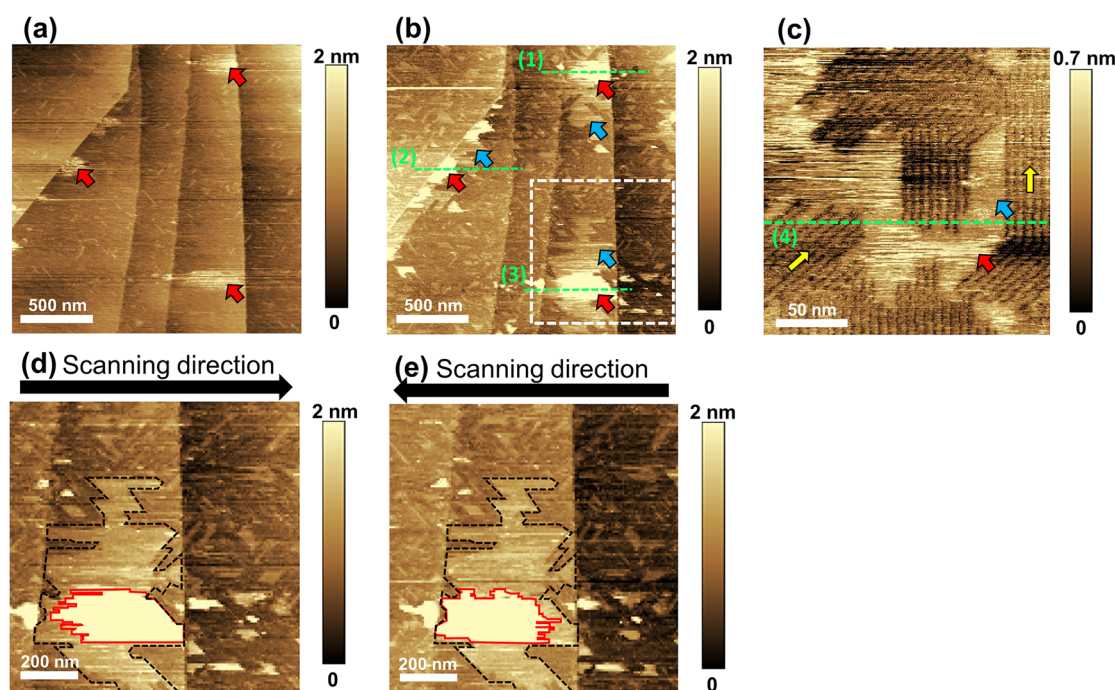 (a)
2 nm
500 nm
0
(b)
(1)
(2)
(3)
2 nm
500 nm
0
(c)
0.7 nm
(4)
50 nm
0
(d) Scanning direction
2 nm
200 nm
0
(e) Scanning direction
2 nm
200 nm
0